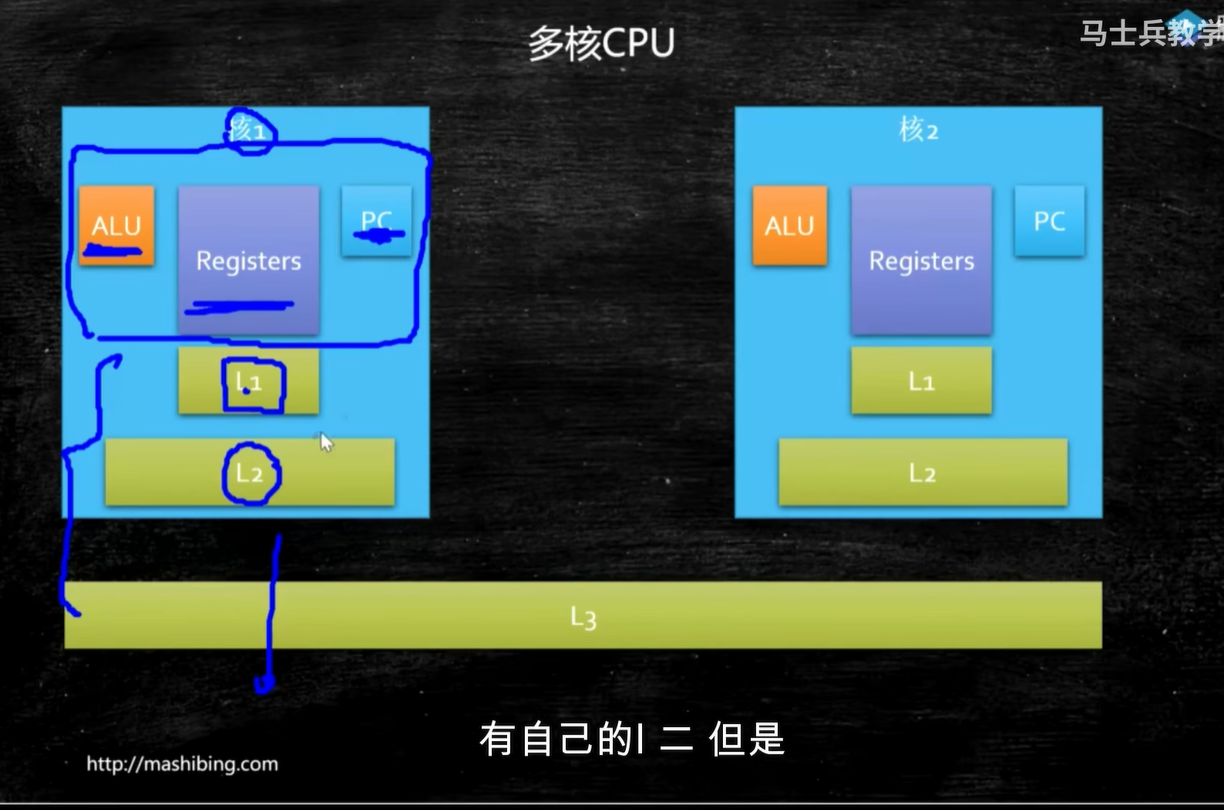 多核CPU
马士兵教学
核1
ALU
Registers
PC
L1
L2
核2
ALU
Registers
PC
L1
L2
L3
有自己的l 二 但是
http://mashibing.com